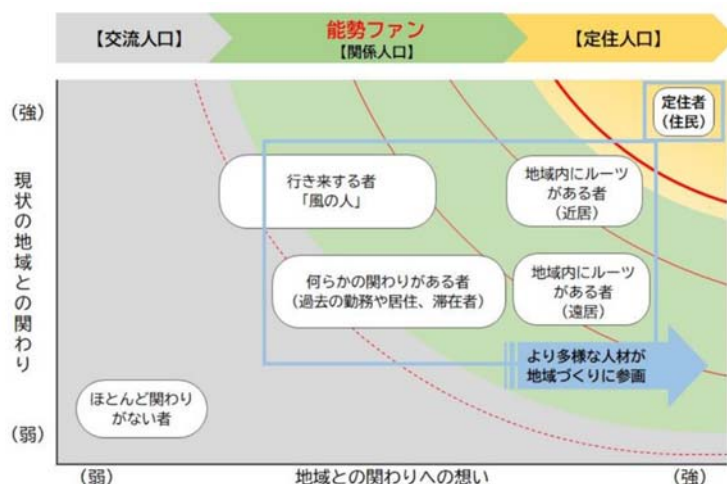 【交流人口】
能勢ファン
【関係人口】
【定住人口】
(強)
定住者
(住民)
行き来する者
「風の人」
地域内にルーツ
がある者
(近居)
現状の地域との関わり
何らかの関わりがある者
(過去の勤務や居住、滞在者)
地域内にルーツ
がある者
(遠居)
より多様な人材が
地域づくりに参画
ほとんど関わり
がない者
(弱)
(弱)
地域との関わりへの想い
(強)